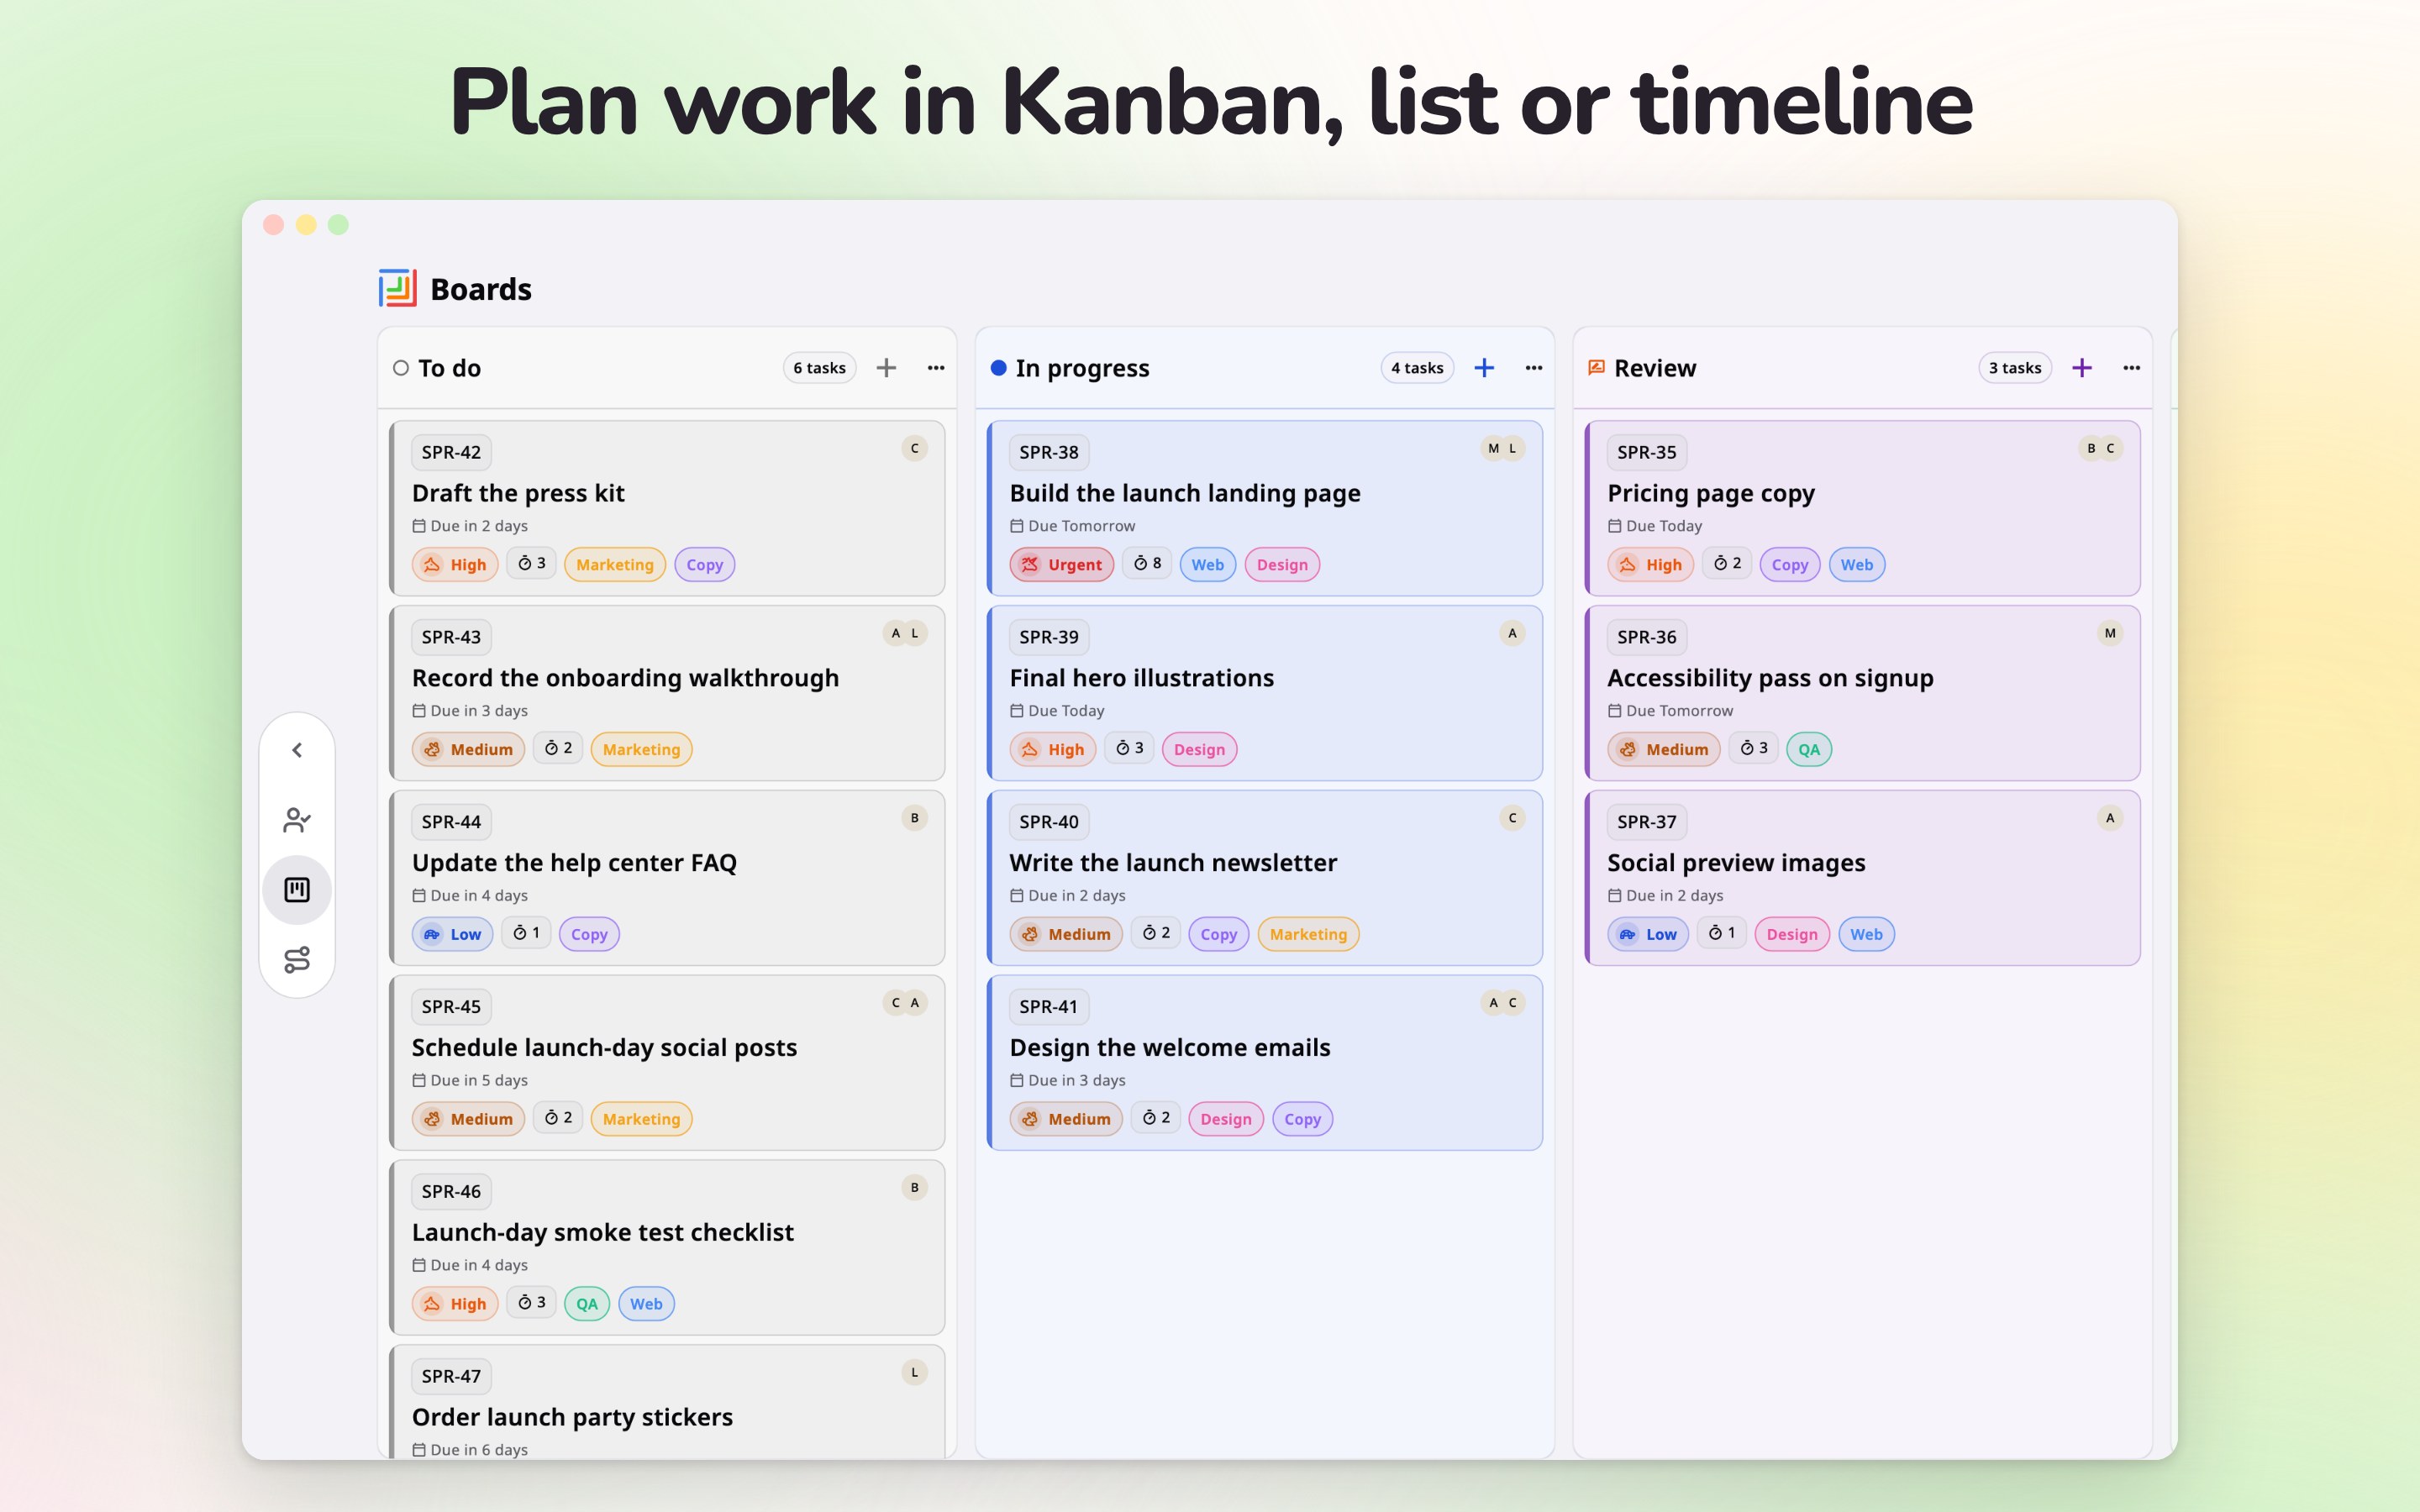 Plan work in Kanban, list or timeline
Boards
To do
6 tasks
SPR-42
C
Draft the press kit
Due in 2 days
High
3
Marketing
Copy
SPR-43
A L
Record the onboarding walkthrough
Due in 3 days
Medium
2
Marketing
SPR-44
B
Update the help center FAQ
Due in 4 days
Low
1
Copy
SPR-45
C A
Schedule launch-day social posts
Due in 5 days
Medium
2
Marketing
SPR-46
B
Launch-day smoke test checklist
Due in 4 days
High
3
QA
Web
SPR-47
L
Order launch party stickers
Due in 6 days
In progress
4 tasks
SPR-38
M L
Build the launch landing page
Due Tomorrow
Urgent
8
Web
Design
SPR-39
A
Final hero illustrations
Due Today
High
3
Design
SPR-40
C
Write the launch newsletter
Due in 2 days
Medium
2
Copy
Marketing
SPR-41
A C
Design the welcome emails
Due in 3 days
Medium
2
Design
Copy
Review
3 tasks
SPR-35
B C
Pricing page copy
Due Today
High
2
Copy
Web
SPR-36
M
Accessibility pass on signup
Due Tomorrow
Medium
3
QA
SPR-37
A
Social preview images
Due in 2 days
Low
1
Design
Web